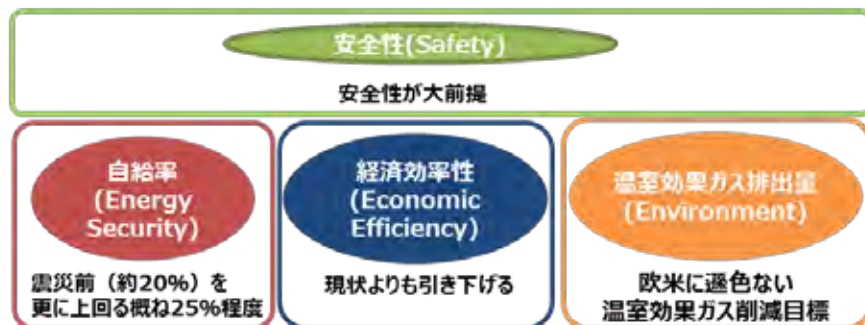 安全性(Safety)
安全性が大前提
自給率
(Energy
Security)
震災前（約20%）を
更に上回る概ね25%程度
経済効率性
(Economic
Efficiency)
現状よりも引き下げる
温室効果ガス排出量
(Environment)
欧米に遜色ない
温室効果ガス削減目標